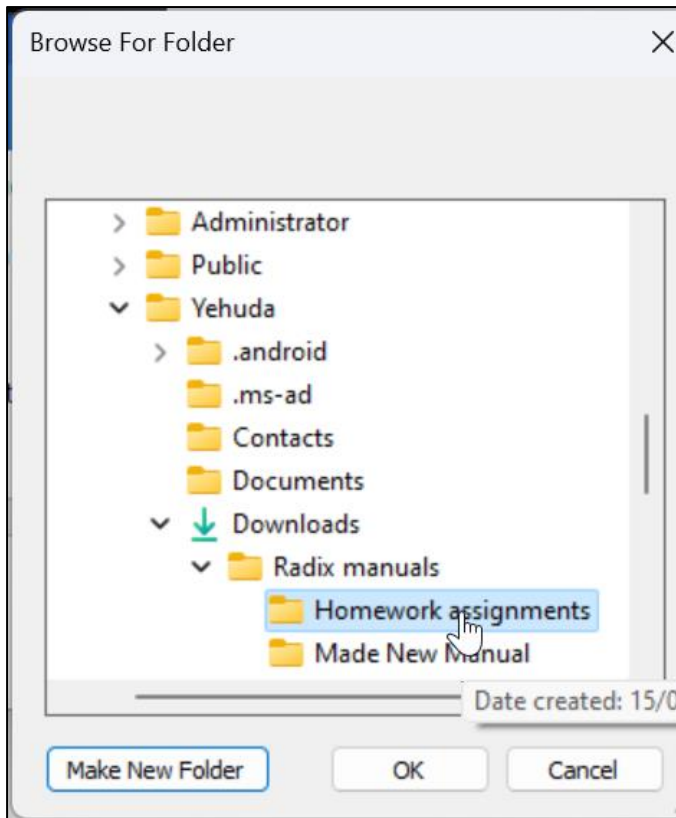 Browse For Folder
Administrator
Public
Yehuda
.android
.ms-ad
Contacts
Documents
Downloads
Radix manuals
Homework assignments
Made New Manual
Date created: 15/0
Make New Folder
OK
Cancel